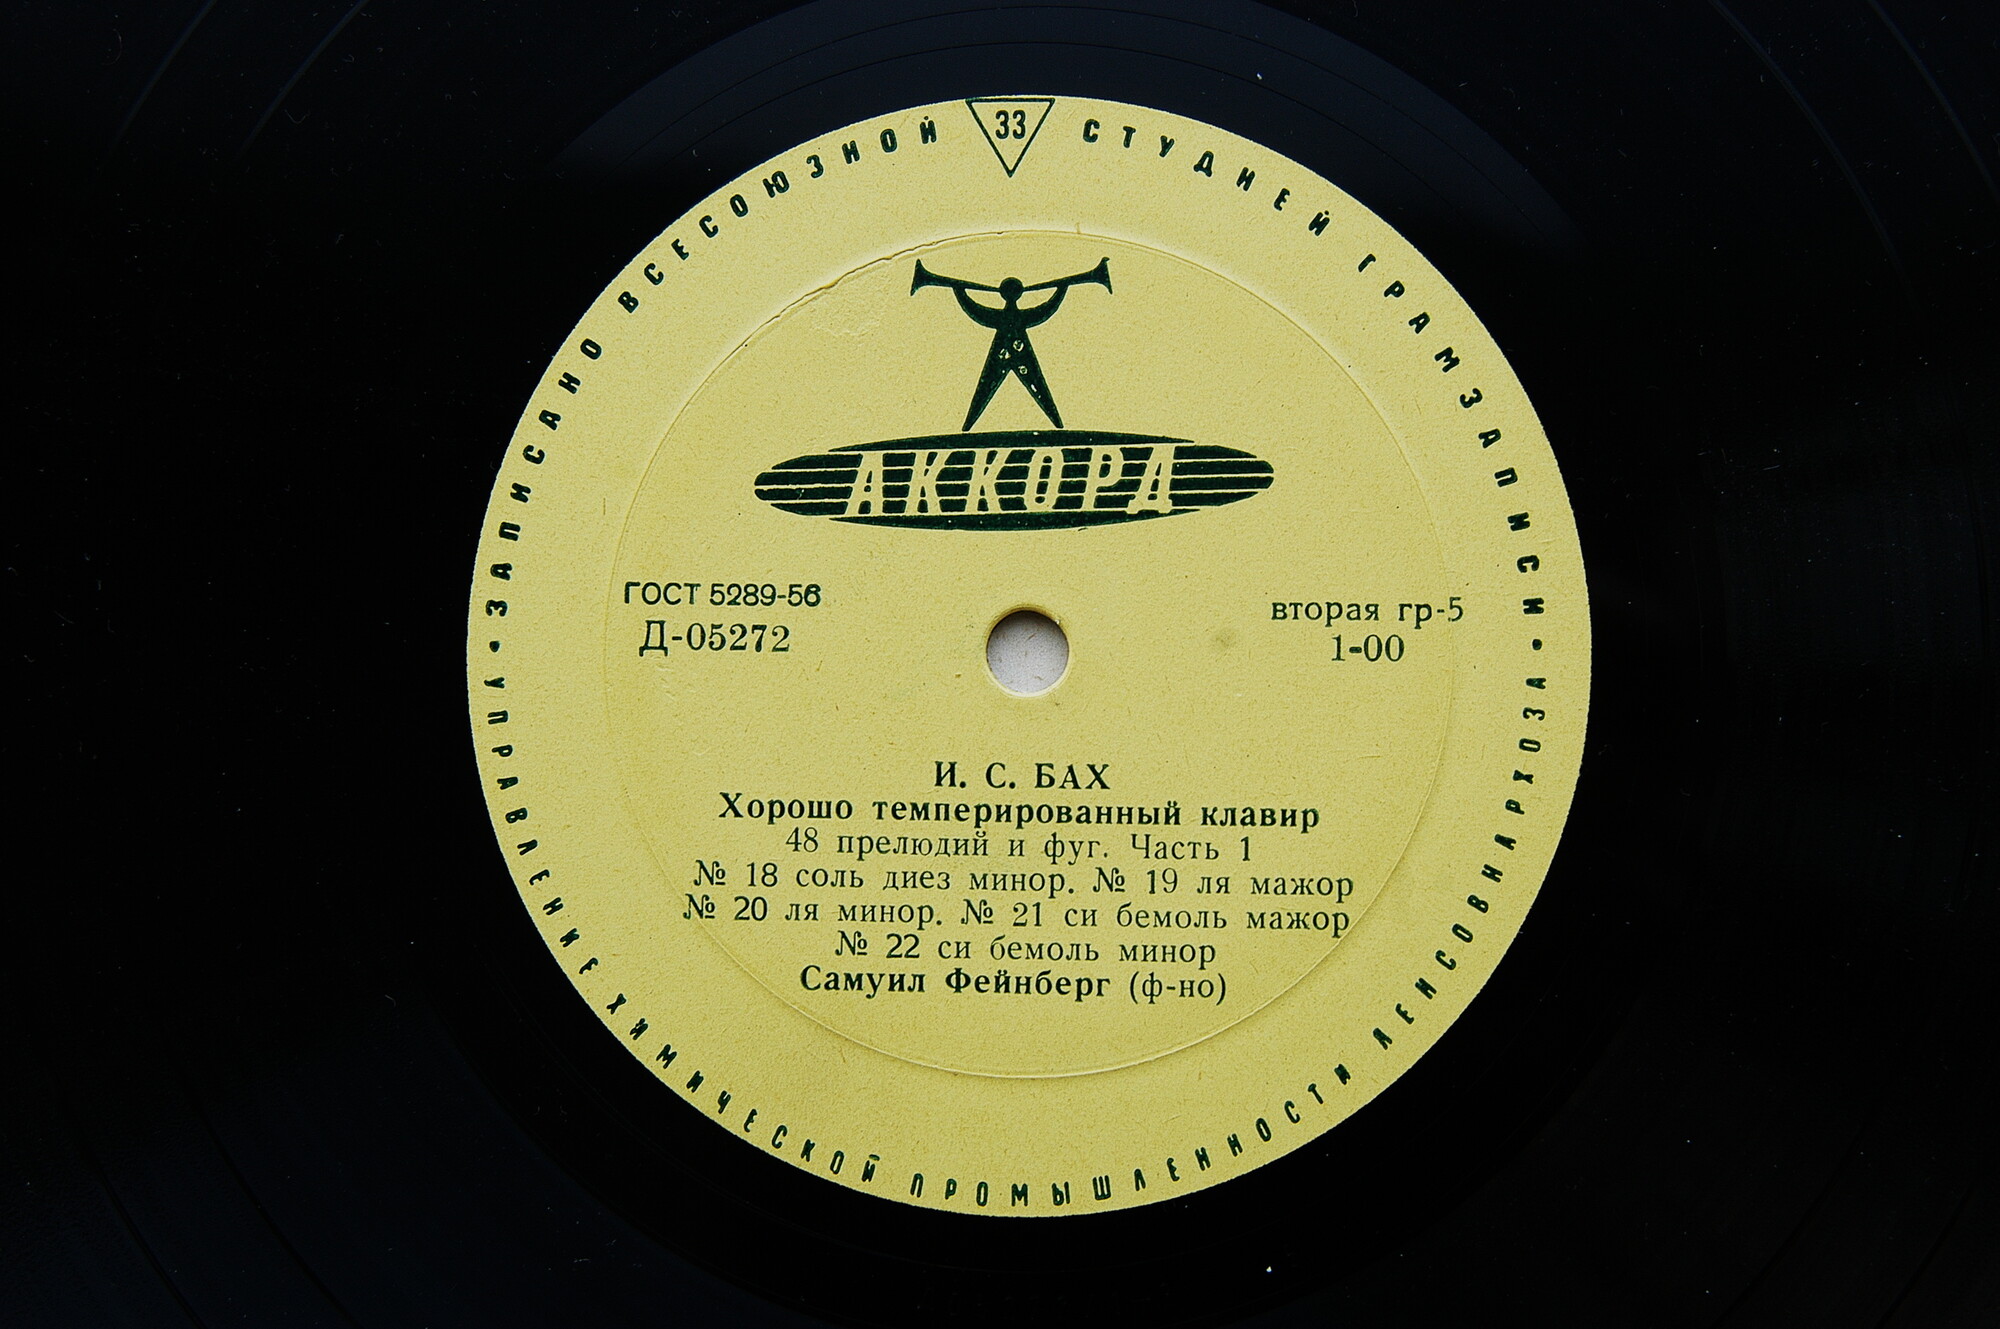 ЗАПИСАНО ВСЕСОЮЗНОЙ СТУДИЕЙ ГРАМЗАПИСИ •
33
АККОРД
ГОСТ 5289-56
Д-05272
вторая гр-5
1-00
И. С. БАХ
Хорошо темперированный клавир
48 прелюдий и фуг. Часть 1
№ 18 соль диез минор. № 19 ля мажор
№ 20 ля минор. № 21 си бемоль мажор
№ 22 си бемоль минор
Самуил Фейнберг (ф-но)
УПРАВЛЕНИЕ ХИМИЧЕСКОЙ ПРОМЫШЛЕННОСТИ ЛЕНСОВНАРХОЗА •